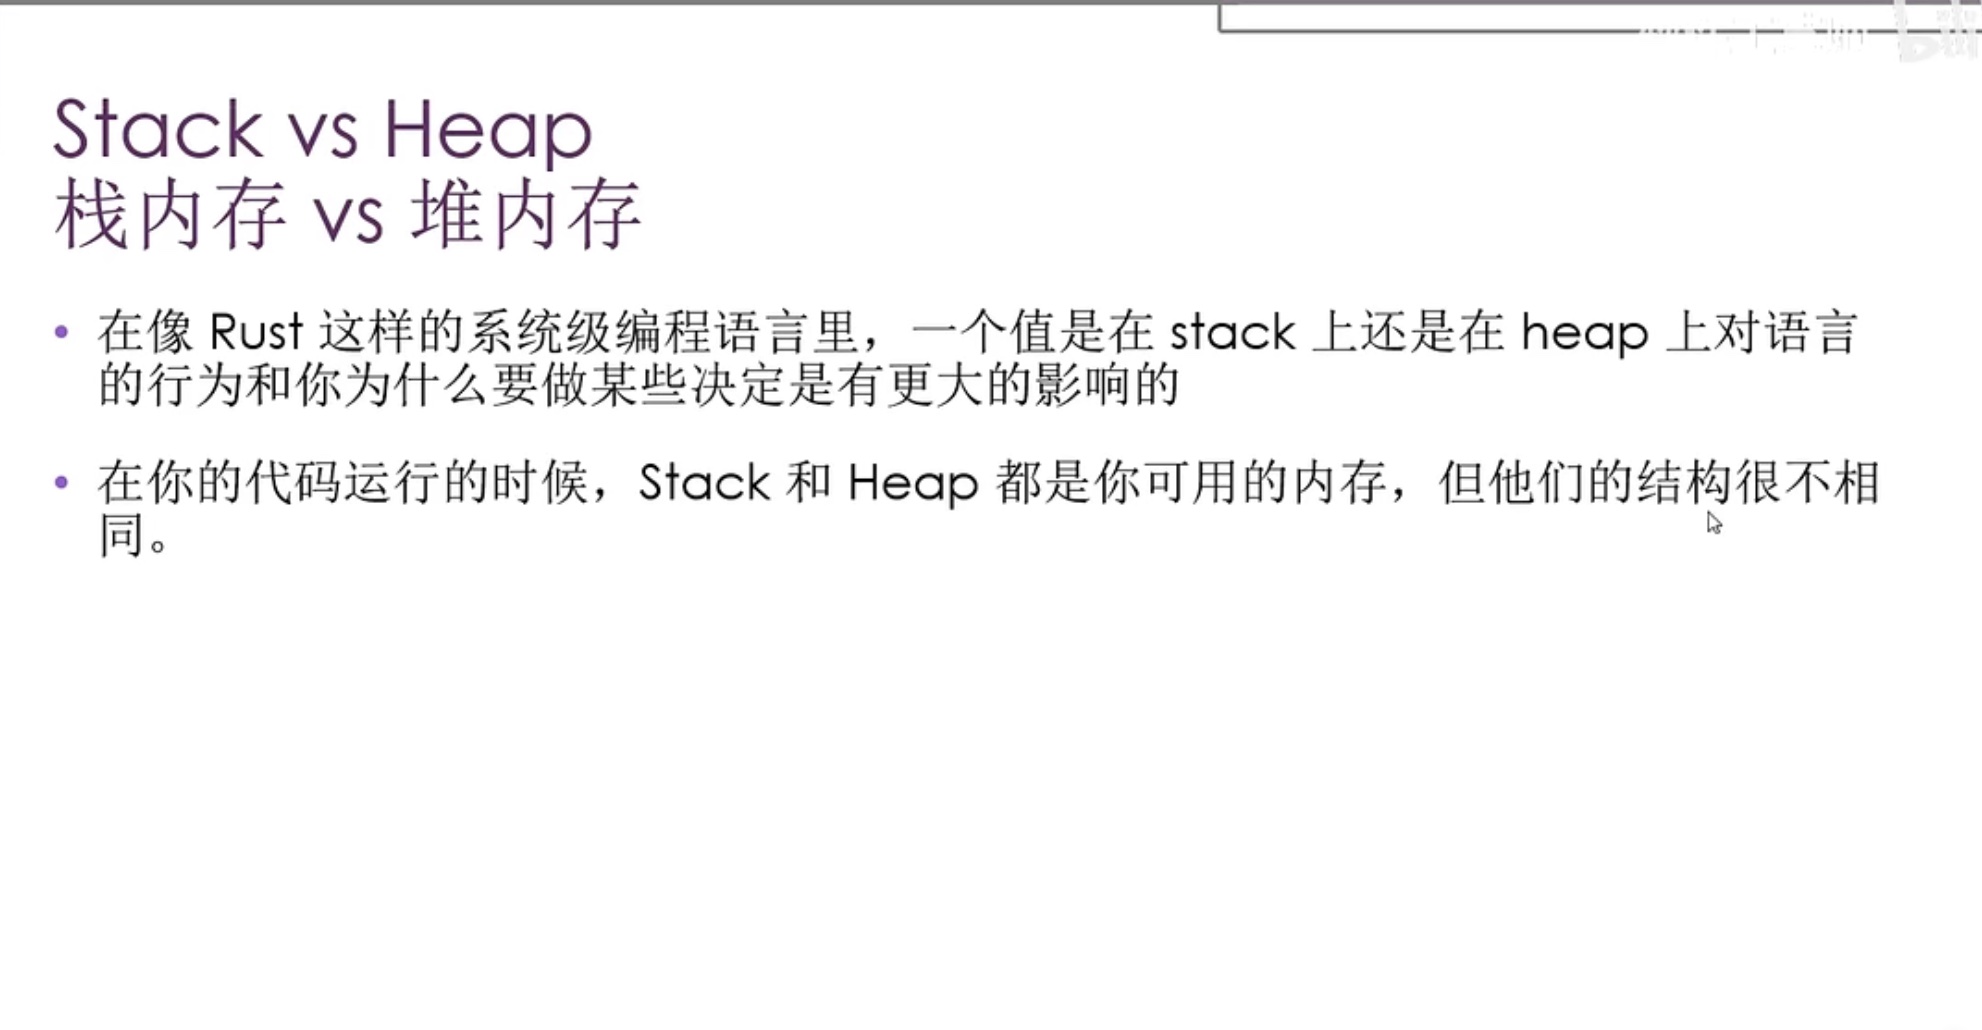 Stack vs Heap
栈内存 vs 堆内存
在像 Rust 这样的系统级编程语言里，一个值是在 stack 上还是在 heap 上对语言
的行为和你为什么要做某些决定是有更大的影响的
在你的代码运行的时候，Stack 和 Heap 都是你可用的内存，但他们的结构很不相
同。